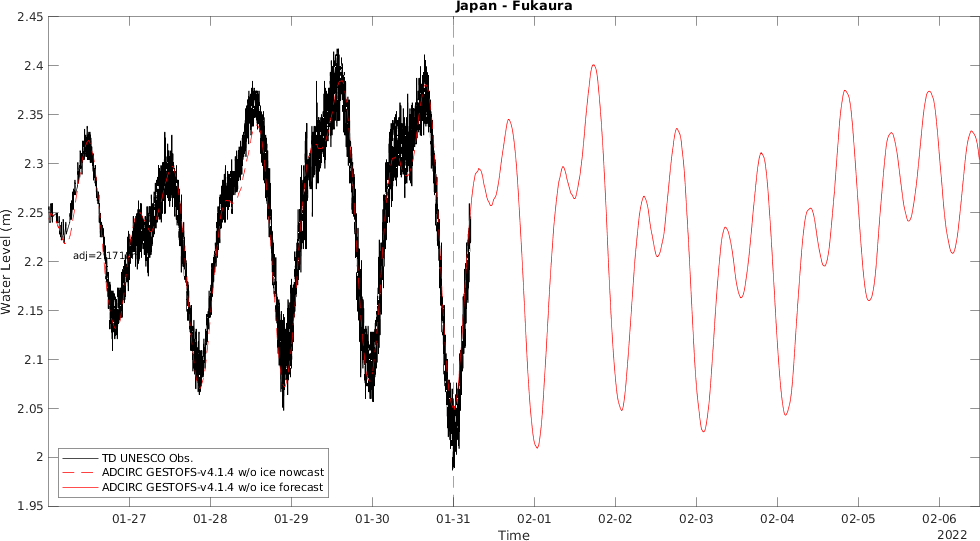 Japan - Fukaura
2.45
2.4
2.35
2.3
2.25
2.2
2.15
2.1
2.05
2
1.95
Water Level (m)
adj=2.171
TD UNESCO Obs.
ADCIRC GESTOFS-v4.1.4 w/o ice nowcast
ADCIRC GESTOFS-v4.1.4 w/o ice forecast
01-27 01-28 01-29 01-30 01-31 02-01 02-02 02-03 02-04 02-05 02-06
Time
2022